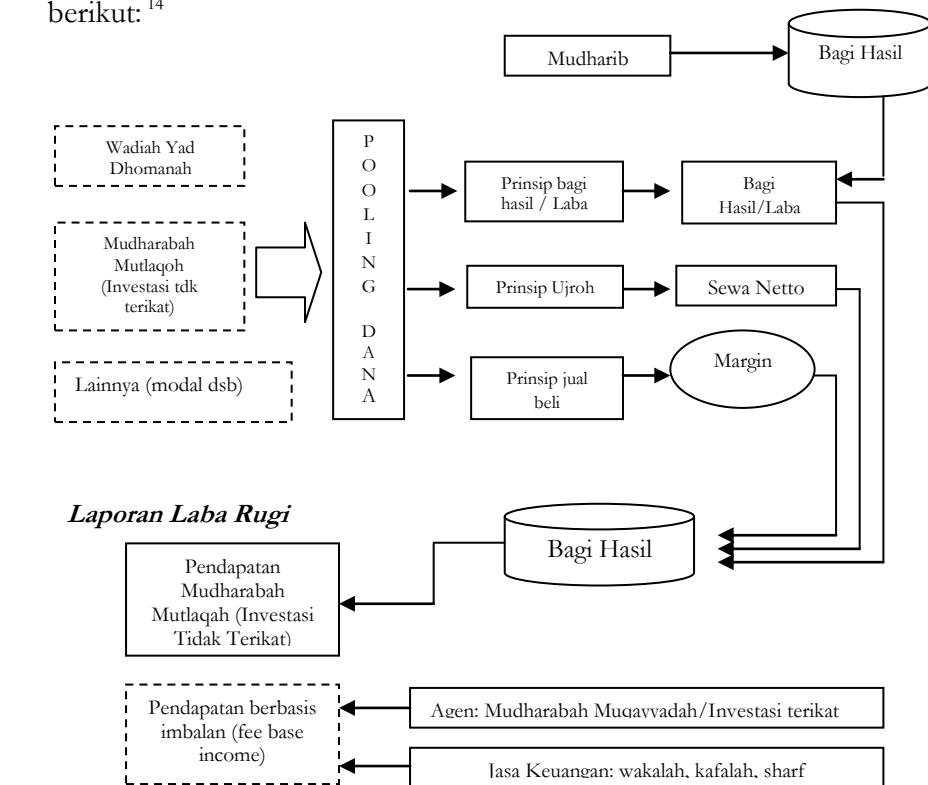 berikut: 14
Mudharib
Bagi Hasil
Wadiah Yad
Dhomanah
Mudharabah
Mutlaqoh
(Investasi tdk
terikat)
Lainnya (modal dsb)
P
O
O
L
I
N
G
D
A
N
A
Prinsip bagi
hasil / Laba
Bagi
Hasil/Laba
Prinsip Ujroh
Sewa Netto
Prinsip jual
beli
Margin
Laporan Laba Rugi
Bagi Hasil
Pendapatan
Mudharabah
Mutlaqah (Investasi
Tidak Terikat)
Pendapatan berbasis
imbalan (fee base
income)
Agen: Mudharabah Muqayyadah/Investasi terikat
Jasa Keuangan: wakalah, kafalah, sharf